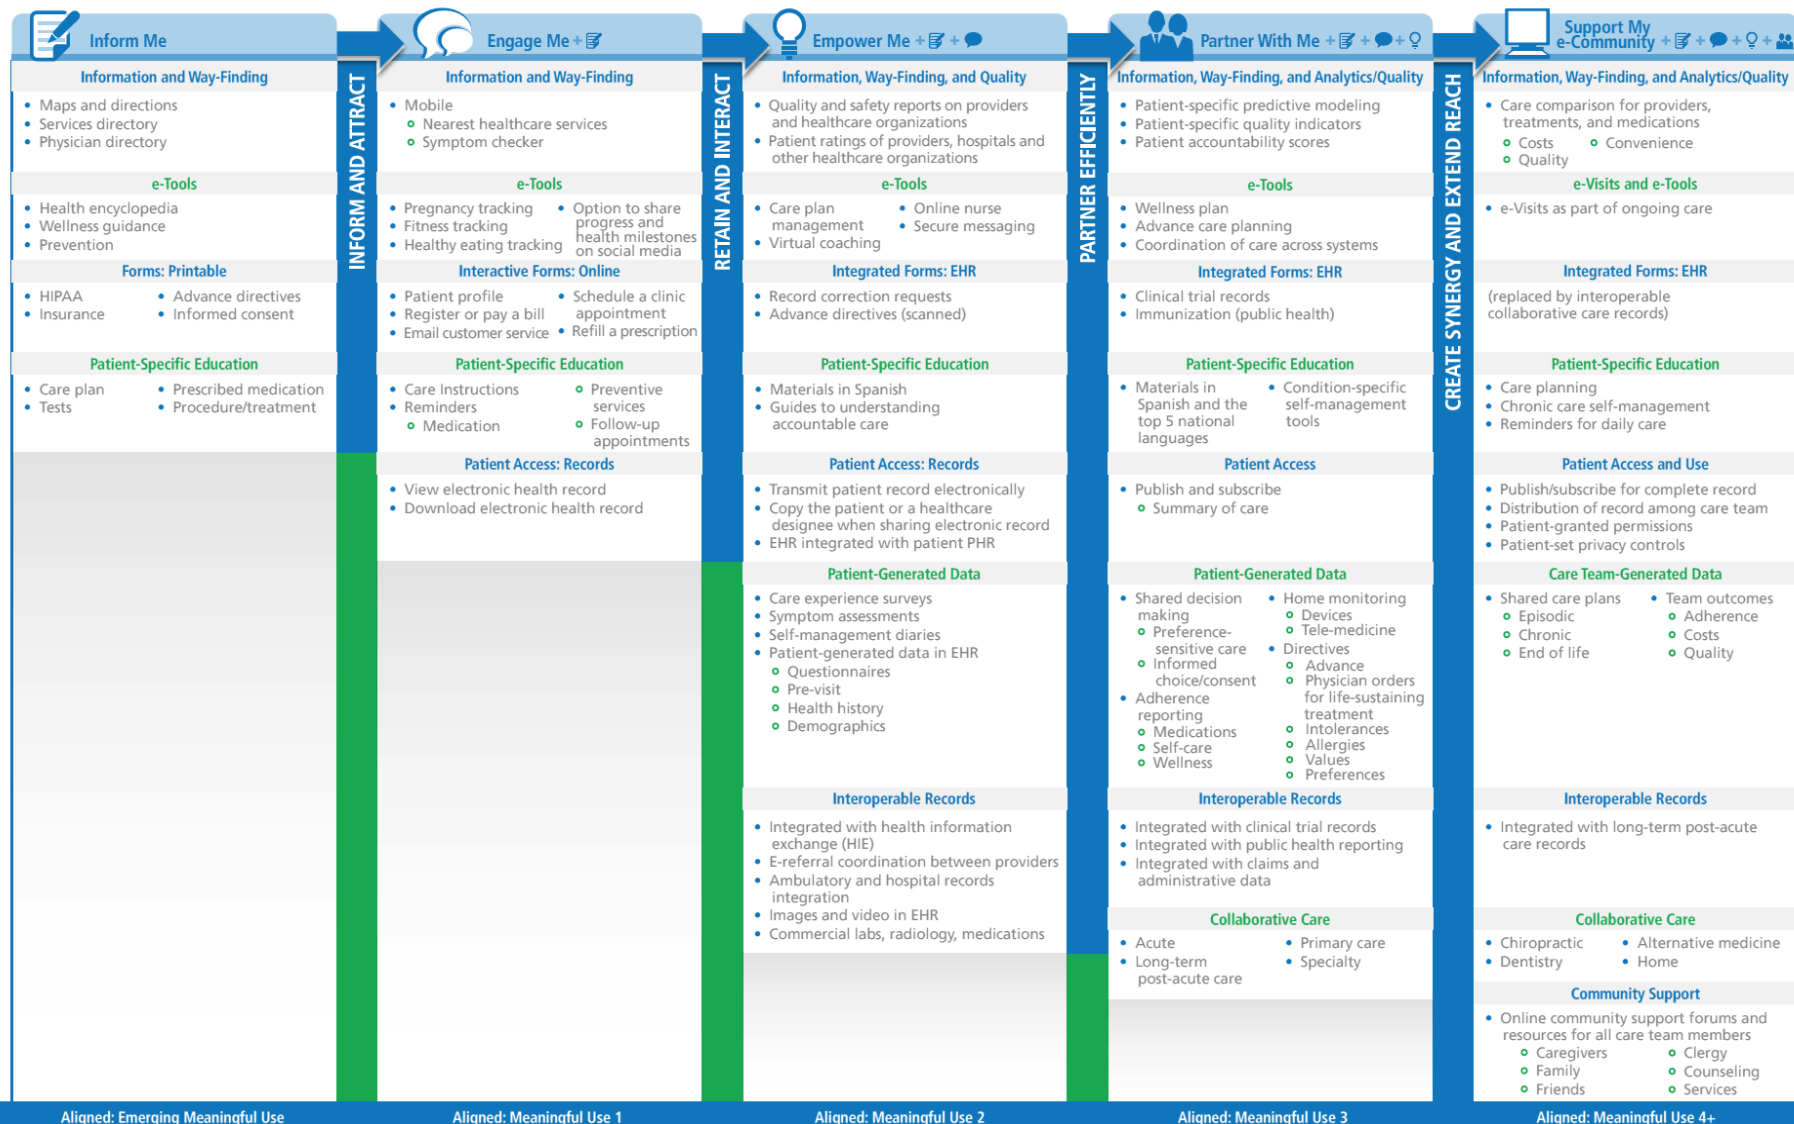 Inform Me
Information and Way-Finding
Maps and directions
Services directory
Physician directory
e-Tools
Health encyclopedia
Wellness guidance
Prevention
Forms: Printable
HIPAA
Insurance
Advance directives
Informed consent
Patient-Specific Education
Care plan
Tests
Prescribed medication
Procedure/treatment
Aligned: Emerging Meaningful Use
INFORM AND ATTRACT
Engage Me +
Information and Way-Finding
Mobile
Nearest healthcare services
Symptom checker
e-Tools
Pregnancy tracking
Fitness tracking
Healthy eating tracking
Option to share
progress and
health milestones
on social media
Interactive Forms: Online
Patient profile
Register or pay a bill
Email customer service
Schedule a clinic
appointment
Refill a prescription
Patient-Specific Education
Care Instructions
Reminders
Medication
Preventive
services
Follow-up
appointments
Patient Access: Records
View electronic health record
Download electronic health record
Aligned: Meaningful Use 1
RETAIN AND INTERACT
Empower Me + +
Information, Way-Finding, and Quality
Quality and safety reports on providers
and healthcare organizations
Patient ratings of providers, hospitals and
other healthcare organizations
e-Tools
Care plan
management
Virtual coaching
Online nurse
Secure messaging
Integrated Forms: EHR
Record correction requests
Advance directives (scanned)
Patient-Specific Education
Materials in Spanish
Guides to understanding
accountable care
Patient Access: Records
Transmit patient record electronically
Copy the patient or a healthcare
designee when sharing electronic record
EHR integrated with patient PHR
Patient-Generated Data
Care experience surveys
Symptom assessments
Self-management diaries
Patient-generated data in EHR
Questionnaires
Pre-visit
Health history
Demographics
Interoperable Records
Integrated with health information
exchange (HIE)
E-referral coordination between providers
Ambulatory and hospital records
integration
Images and video in EHR
Commercial labs, radiology, medications
Aligned: Meaningful Use 2
PARTNER EFFICIENTLY
Partner With Me + + +
Information, Way-Finding, and Analytics/Quality
Patient-specific predictive modeling
Patient-specific quality indicators
Patient accountability scores
e-Tools
Wellness plan
Advance care planning
Coordination of care across systems
Integrated Forms: EHR
Clinical trial records
Immunization (public health)
Patient-Specific Education
Materials in
Spanish and the
top 5 national
languages
Condition-specific
self-management
tools
Patient Access
Publish and subscribe
Summary of care
Patient-Generated Data
Shared decision
making
Preference-
sensitive care
Informed
choice/consent
Adherence
reporting
Medications
Self-care
Wellness
Home monitoring
Devices
Tele-medicine
Directives
Advance
Physician orders
for life-sustaining
treatment
Intolerances
Allergies
Values
Preferences
Interoperable Records
Integrated with clinical trial records
Integrated with public health reporting
Integrated with claims and
administrative data
Collaborative Care
Acute
Long-term
post-acute care
Primary care
Specialty
Aligned: Meaningful Use 3
CREATE SYNERGY AND EXTEND REACH
Support My
e-Community + + + +
Information, Way-Finding, and Analytics/Quality
Care comparison for providers,
treatments, and medications
Costs
Quality
Convenience
e-Visits and e-Tools
e-Visits as part of ongoing care
Integrated Forms: EHR
(replaced by interoperable
collaborative care records)
Patient-Specific Education
Care planning
Chronic care self-management
Reminders for daily care
Patient Access and Use
Publish/subscribe for complete record
Distribution of record among care team
Patient-granted permissions
Patient-set privacy controls
Care Team-Generated Data
Shared care plans
Episodic
Chronic
End of life
Team outcomes
Adherence
Costs
Quality
Interoperable Records
Integrated with long-term post-acute
care records
Collaborative Care
Chiropractic
Dentistry
Alternative medicine
Home
Community Support
Online community support forums and
resources for all care team members
Caregivers
Family
Friends
Clergy
Counseling
Services
Aligned: Meaningful Use 4+